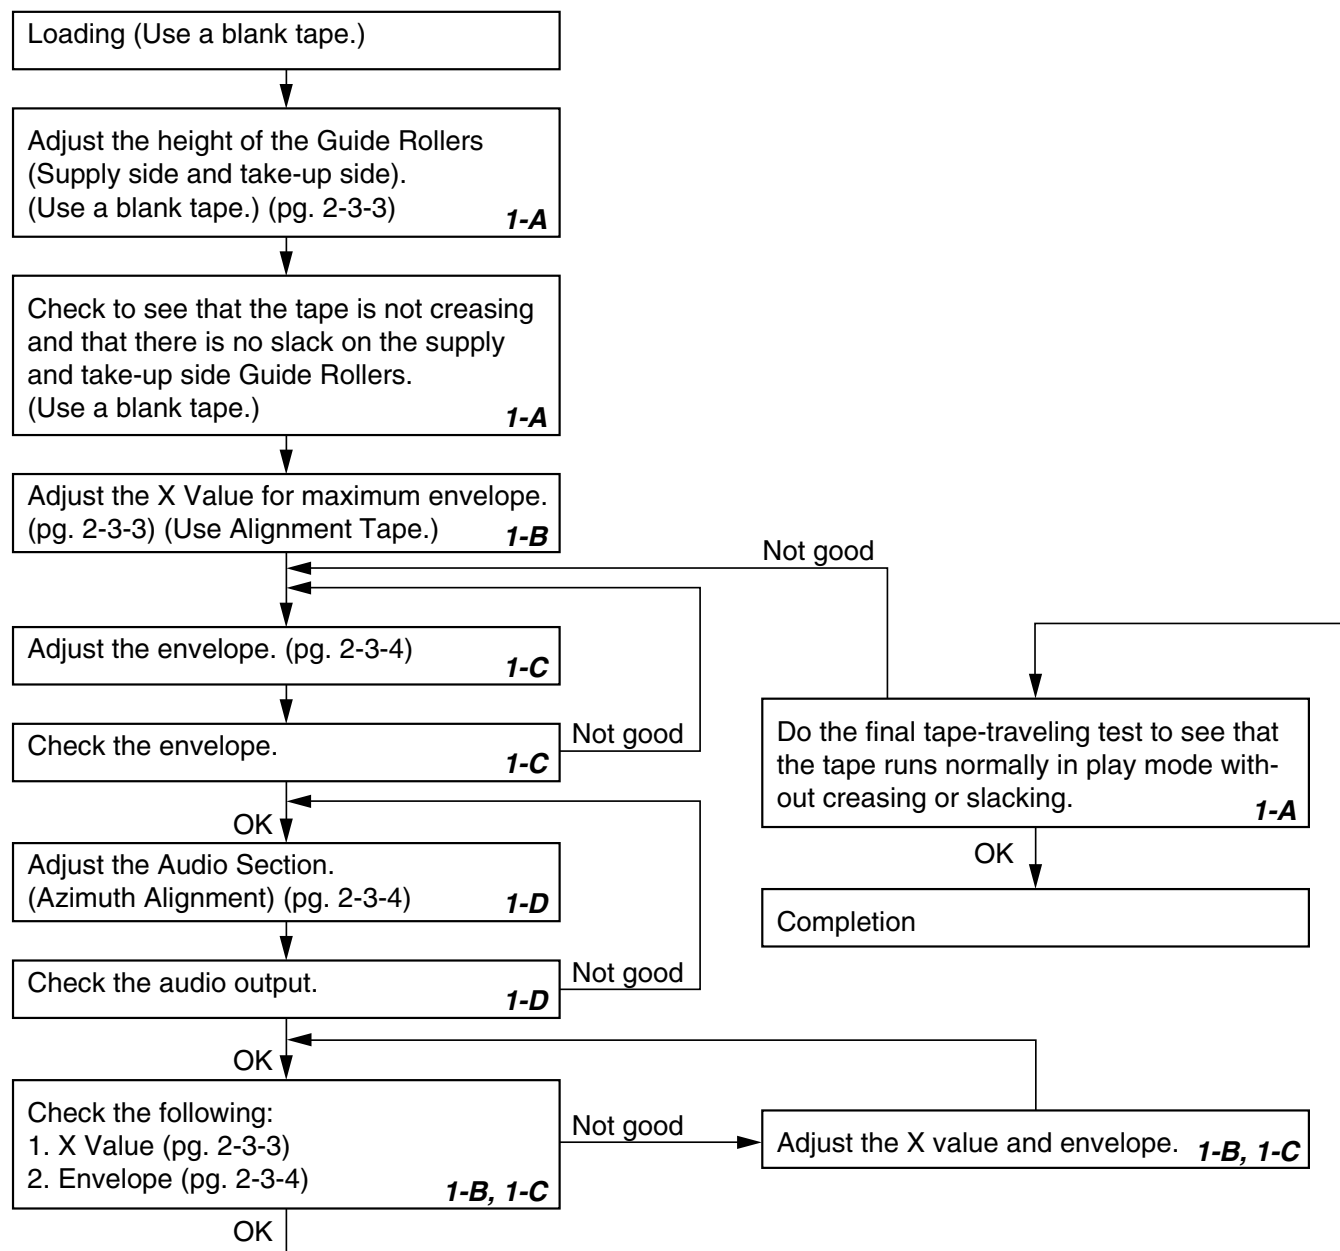 Loading (Use a blank tape.)
Adjust the height of the Guide Rollers
(Supply side and take-up side).
(Use a blank tape.) (pg. 2-3-3)
1-A
Check to see that the tape is not creasing
and that there is no slack on the supply
and take-up side Guide Rollers.
(Use a blank tape.)
1-A
Adjust the X Value for maximum envelope.
(pg. 2-3-3) (Use Alignment Tape.)
1-B
Not good
Adjust the envelope. (pg. 2-3-4)
1-C
Check the envelope.
1-C
Not good
OK
Adjust the Audio Section.
(Azimuth Alignment) (pg. 2-3-4)
1-D
Check the audio output.
1-D
Not good
OK
Check the following:
1. X Value (pg. 2-3-3)
2. Envelope (pg. 2-3-4)
1-B, 1-C
Not good
Adjust the X value and envelope.
1-B, 1-C
OK
Do the final tape-traveling test to see that
the tape runs normally in play mode with-
out creasing or slacking.
1-A
OK
Completion